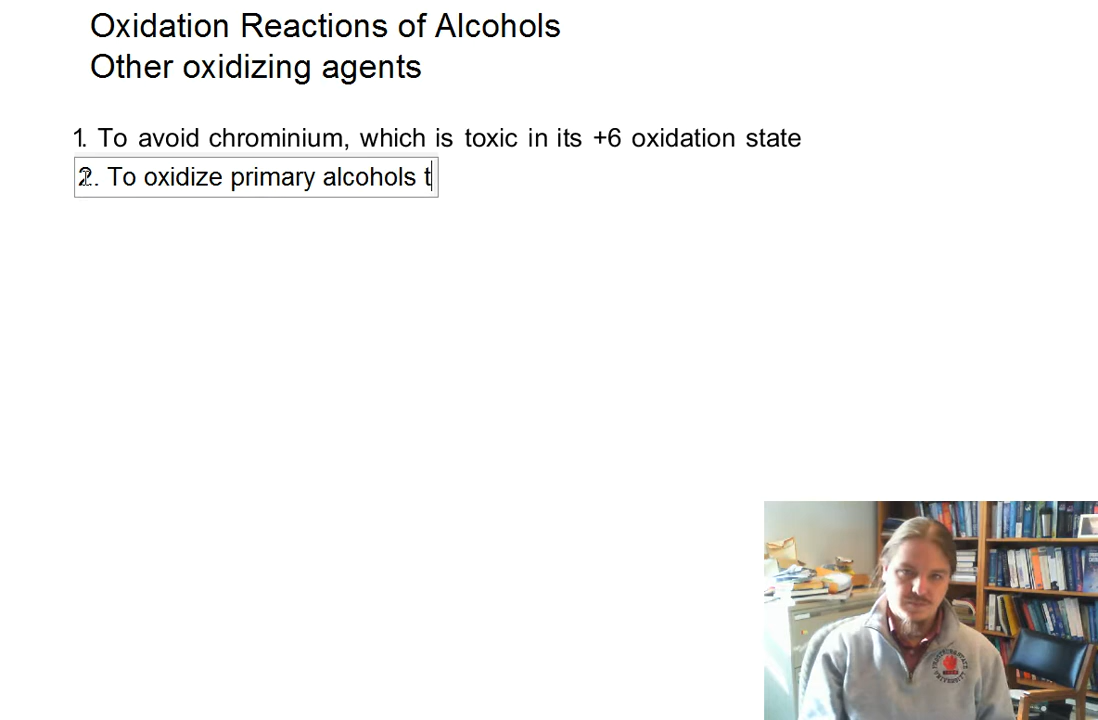 Oxidation Reactions of Alcohols
Other oxidizing agents
1. To avoid chrominium, which is toxic in its +6 oxidation state
2. To oxidize primary alcohols t